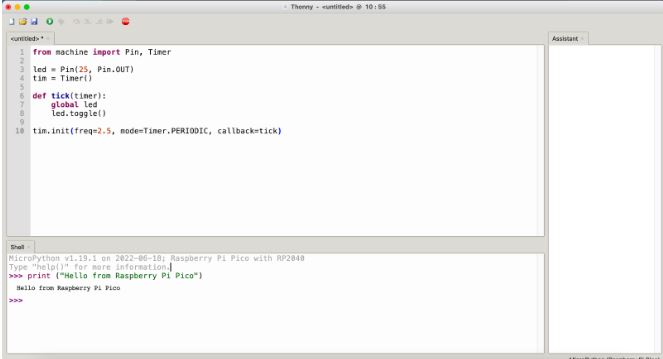 Thonny - <untitled> @ 10 : 55
<untitled> *
Assistant
1 from machine import Pin, Timer
2
3 led = Pin(25, Pin.OUT)
4 tim = Timer()
5
6 def tick(timer):
7     global led
8     led.toggle()
9
10 tim.init(freq=2.5, mode=Timer.PERIODIC, callback=tick)
Shell
MicroPython v1.19.1 on 2022-06-18; Raspberry Pi Pico with RP2040
Type "help()" for more information.
>>> print ("Hello from Raspberry Pi Pico")
Hello from Raspberry Pi Pico
>>>